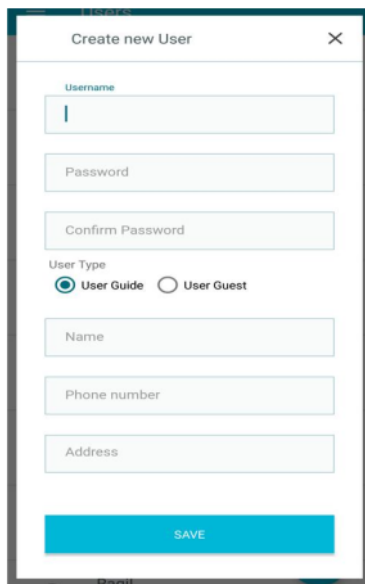 Users
Create new User
Username
Password
Confirm Password
User Type
User Guide User Guest
Name
Phone number
Address
SAVE